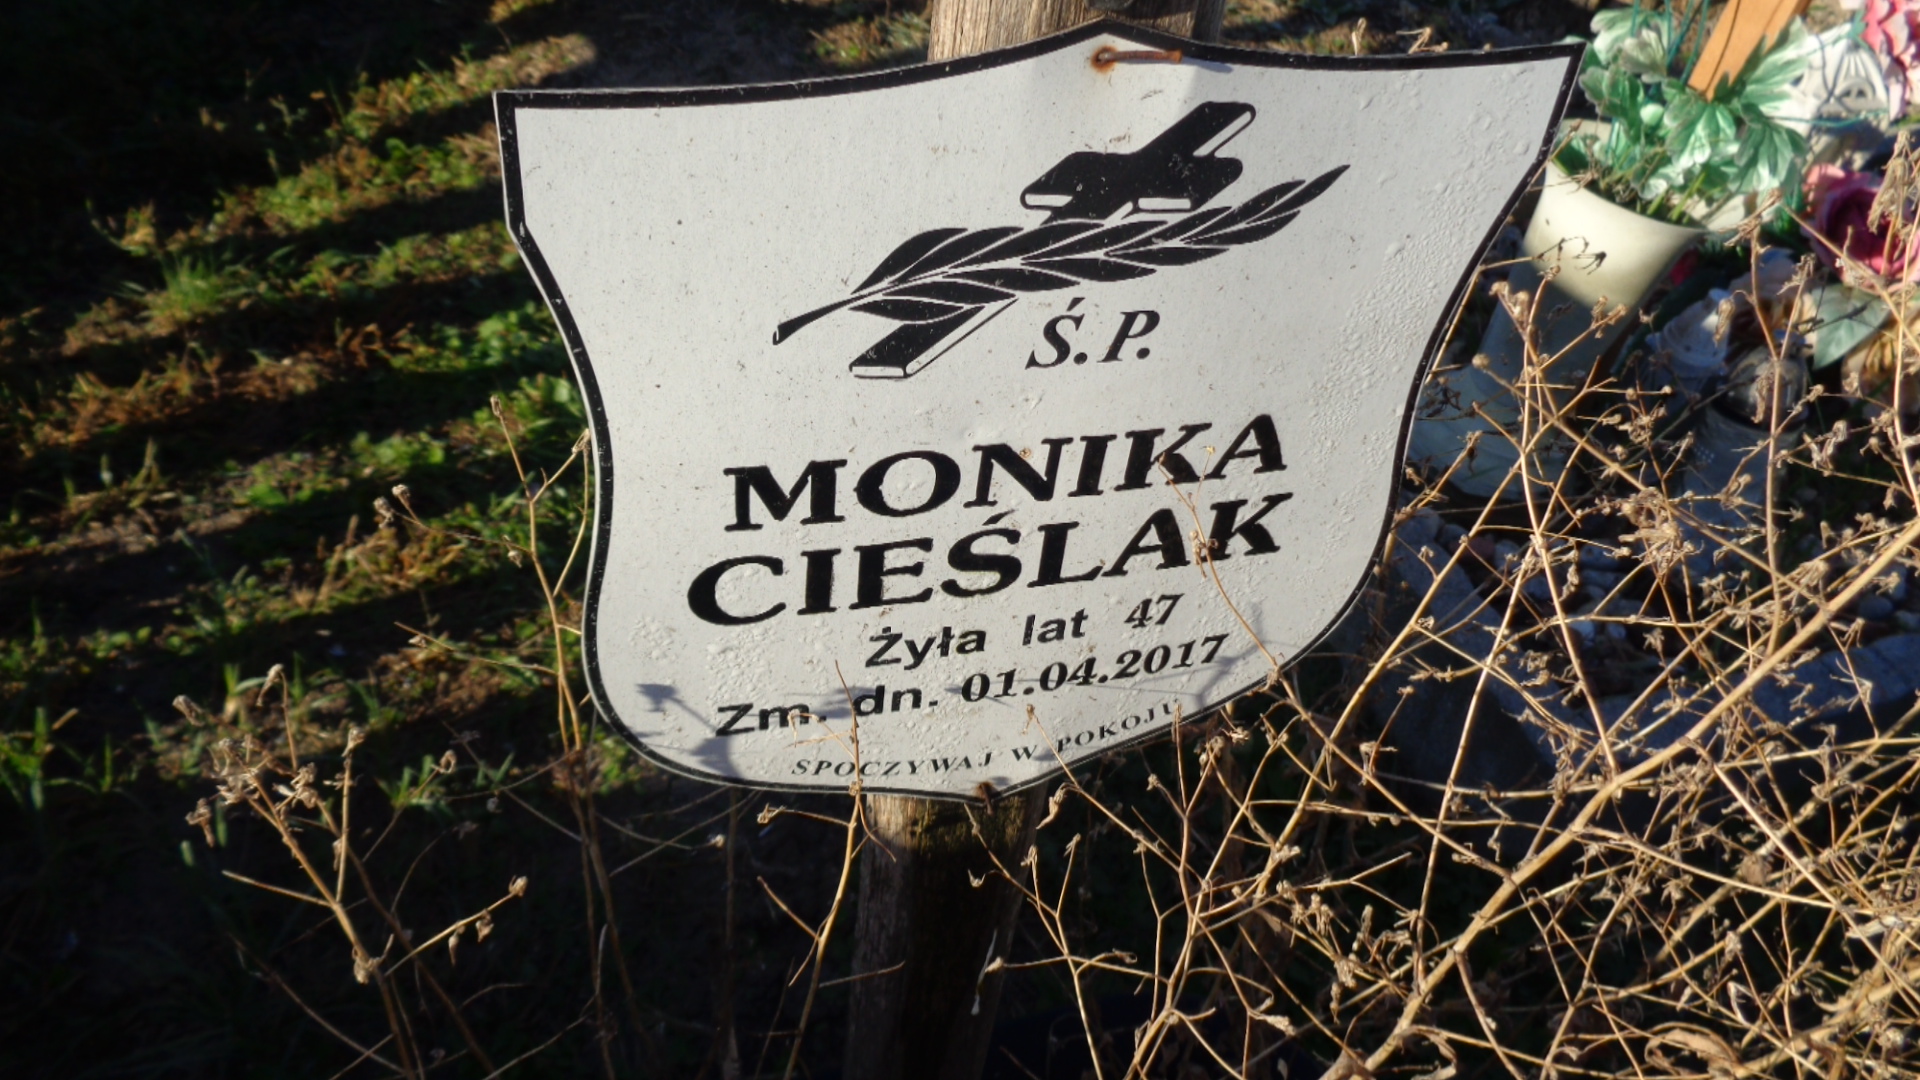 Ś.P.
MONIKA
CIEŚLAK
Żyła lat 47
Zm. dn. 01.04.2017
SPOCZYWAJ W POKOJU